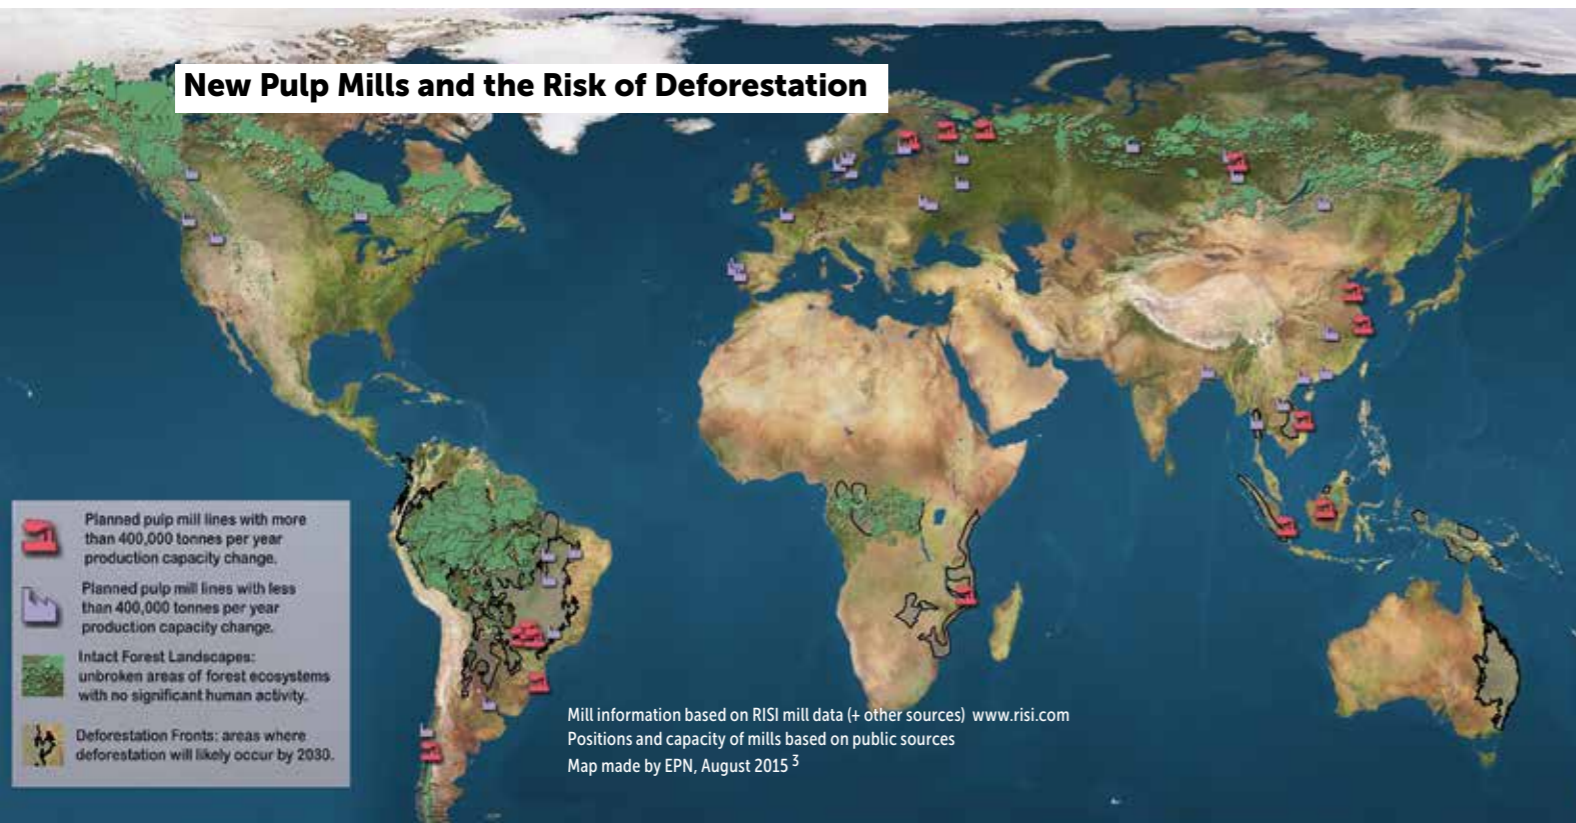 New Pulp Mills and the Risk of Deforestation
Planned pulp mill lines with more
than 400,000 tonnes per year
production capacity change.
Planned pulp mill lines with less
than 400,000 tonnes per year
production capacity change.
Intact Forest Landscapes:
unbroken areas of forest ecosystems
with no significant human activity.
Deforestation Fronts: areas where
deforestation will likely occur by 2030.
Mill information based on RISI mill data (+ other sources) www.risi.com
Positions and capacity of mills based on public sources
Map made by EPN, August 2015 3